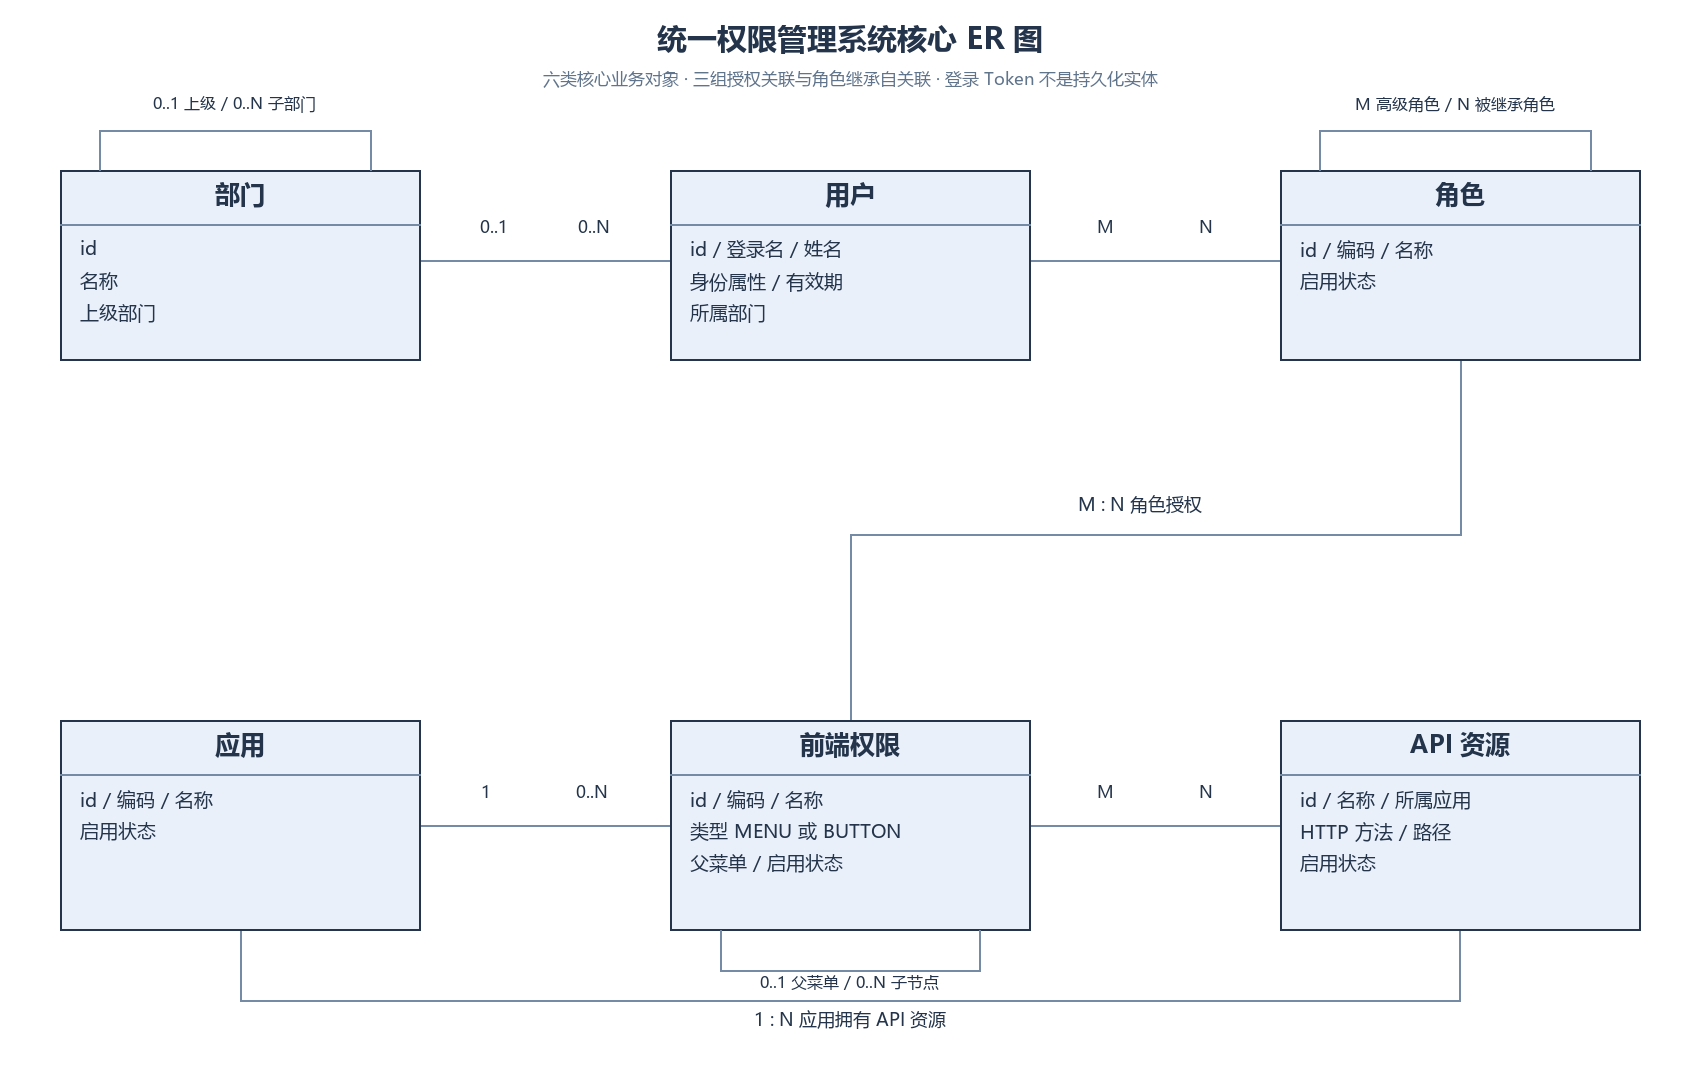 统一权限管理系统核心 ER 图
六类核心业务对象 · 三组授权关联与角色继承自关联 · 登录 Token 不是持久化实体
0..1 上级 / 0..N 子部门
M 高级角色 / N 被继承角色
部门
id
名称
上级部门
0..1
0..N
用户
id / 登录名 / 姓名
身份属性 / 有效期
所属部门
M
N
角色
id / 编码 / 名称
启用状态
M : N 角色授权
应用
id / 编码 / 名称
启用状态
1
0..N
前端权限
id / 编码 / 名称
类型 MENU 或 BUTTON
父菜单 / 启用状态
M
N
API 资源
id / 名称 / 所属应用
HTTP 方法 / 路径
启用状态
0..1 父菜单 / 0..N 子节点
1 : N 应用拥有 API 资源